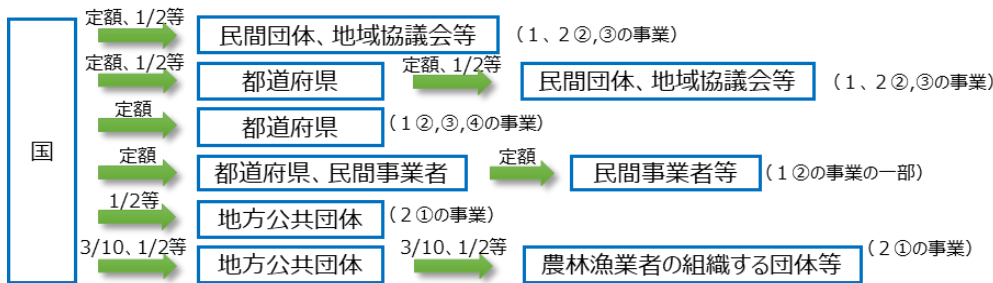 国
定額、1/2等 民間団体、地域協議会等 （１、２②,③の事業）
定額、1/2等 都道府県 定額、1/2等 民間団体、地域協議会等 （１、２②,③の事業）
定額 都道府県 （１②,③,④の事業）
定額 都道府県、民間事業者 定額 民間事業者等 （１②の事業の一部）
1/2等 地方公共団体 （２①の事業）
3/10、1/2等 地方公共団体 3/10、1/2等 農林漁業者の組織する団体等 （２①の事業）